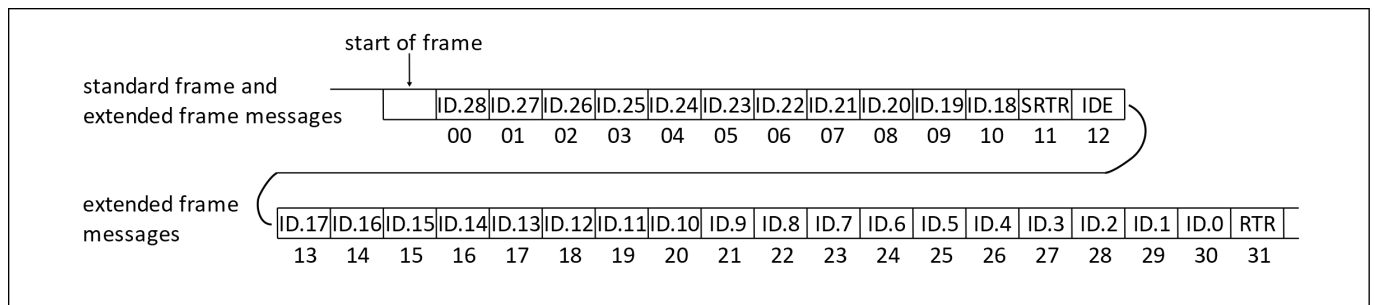 start of frame
standard frame and
extended frame messages
ID.28 ID.27 ID.26 ID.25 ID.24 ID.23 ID.22 ID.21 ID.20 ID.19 ID.18 SRTR IDE
00 01 02 03 04 05 06 07 08 09 10 11 12
extended frame
messages
ID.17 ID.16 ID.15 ID.14 ID.13 ID.12 ID.11 ID.10 ID.9 ID.8 ID.7 ID.6 ID.5 ID.4 ID.3 ID.2 ID.1 ID.0 RTR
13 14 15 16 17 18 19 20 21 22 23 24 25 26 27 28 29 30 31